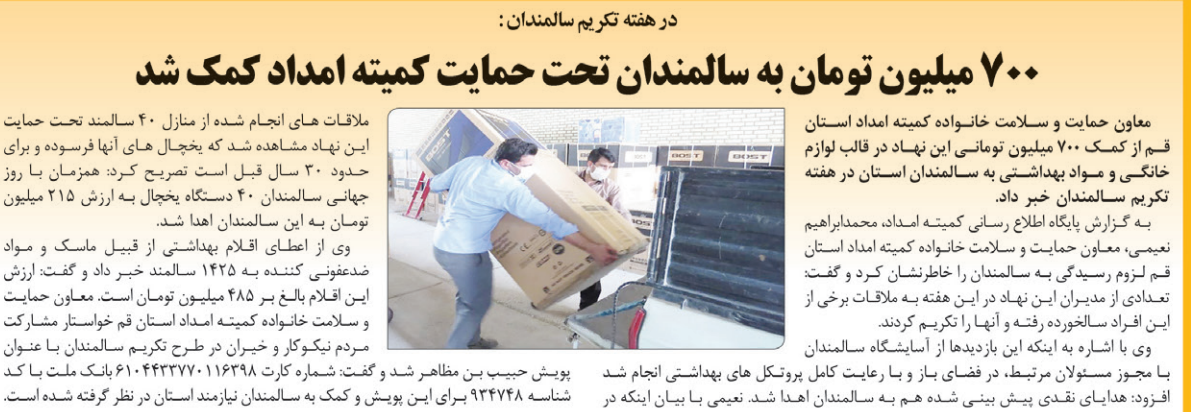 در هفته تکریم سالمندان :
۷۰۰ میلیون تومان به سالمندان تحت حمایت کمیته امداد کمک شد
معاون حمایت و سلامت خانواده کمیته امداد استان
قم از کمک ۷۰۰ میلیون تومانی این نهاد در قالب لوازم
خانگی و مواد بهداشتی به سالمندان استان در هفته
تکریم سالمندان خبر داد.
به گزارش پایگاه اطلاع رسانی کمیته امداد، محمدابراهیم
نعیمی، معاون حمایت و سلامت خانواده کمیته امداد استان
قم لزوم رسیدگی به سالمندان را خاطرنشان کرد و گفت:
تعدادی از مدیران این نهاد در این هفته به ملاقات برخی از
این افراد سالخورده رفته و آنها را تکریم کردند.
وی با اشاره به اینکه این بازدیدها از آسایشگاه سالمندان
با مجوز مسئولان مرتبط، در فضای باز و با رعایت کامل پروتکل های بهداشتی انجام شد
افزود: هدایای نقدی پیش بینی شده هم به سالمندان اهدا شد. نعیمی با بیان اینکه در
BOST
BOST
BOST
ملاقات های انجام شده از منازل ۴۰ سالمند تحت حمایت
این نهاد مشاهده شد که یخچال های آنها فرسوده و برای
حدود ۳۰ سال قبل است تصریح کرد: همزمان با روز
جهانی سالمندان ۴۰ دستگاه یخچال به ارزش ۲۱۵ میلیون
تومان به این سالمندان اهدا شد.
وی از اعطای اقلام بهداشتی از قبیل ماسک و مواد
ضدعفونی کننده به ۱۴۲۵ سالمند خبر داد و گفت: ارزش
این اقلام بالغ بر ۴۸۵ میلیون تومان است. معاون حمایت
و سلامت خانواده کمیته امداد استان قم خواستار مشارکت
مردم نیکوکار و خیران در طرح تکریم سالمندان با عنوان
پویش حبیب بن مظاهر شد و گفت: شماره کارت ۶۱۰۴۴۳۳۷۷۰۱۱۶۳۹۸ بانک ملت با کد
شناسه ۹۳۴۷۴۸ برای این پویش و کمک به سالمندان نیازمند استان در نظر گرفته شده است.